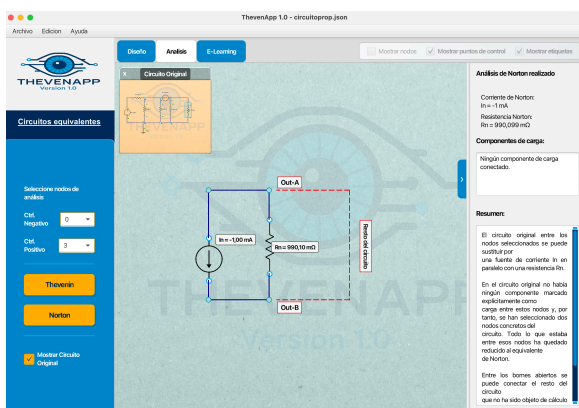 ThevenApp 1.0 - circuitoprop.json
Archivo Edicion Ayuda
THEVENAPP
Version 1.0
Diseño Analisis E-Learning
Mostrar nodos Mostrar puntos de control Mostrar etiquetas
Circuitos equivalentes
Seleccione nodos de
análisis
Ctrl.
Negativo
0
Ctrl.
Positivo
3
Thevenin
Norton
Mostrar Circuito
Original
X Circuito Original
THEVENAPP
Out-A
In = -1,00 mA
Rn = 990,10 mΩ
Resto del circuito
Out-B
Version 1.0
Análisis de Norton realizado
Corriente de Norton:
In = -1 mA
Resistencia Norton:
Rn = 990,099 mΩ
Componentes de carga:
Ningún componente de carga
conectado.
Resumen:
El circuito original entre los
nodos seleccionados se puede
sustituir por
una fuente de corriente In en
paralelo con una resistencia Rn.
En el circuito original no había
ningún componente marcado
explícitamente como
carga entre estos nodos y, por
tanto, se han seleccionado dos
nodos concretos del
circuito. Todo lo que estaba
entre esos nodos ha quedado
reducido al equivalente
de Norton.
Entre los bornes abiertos se
puede conectar el resto del
circuito
que no ha sido objeto de cálculo